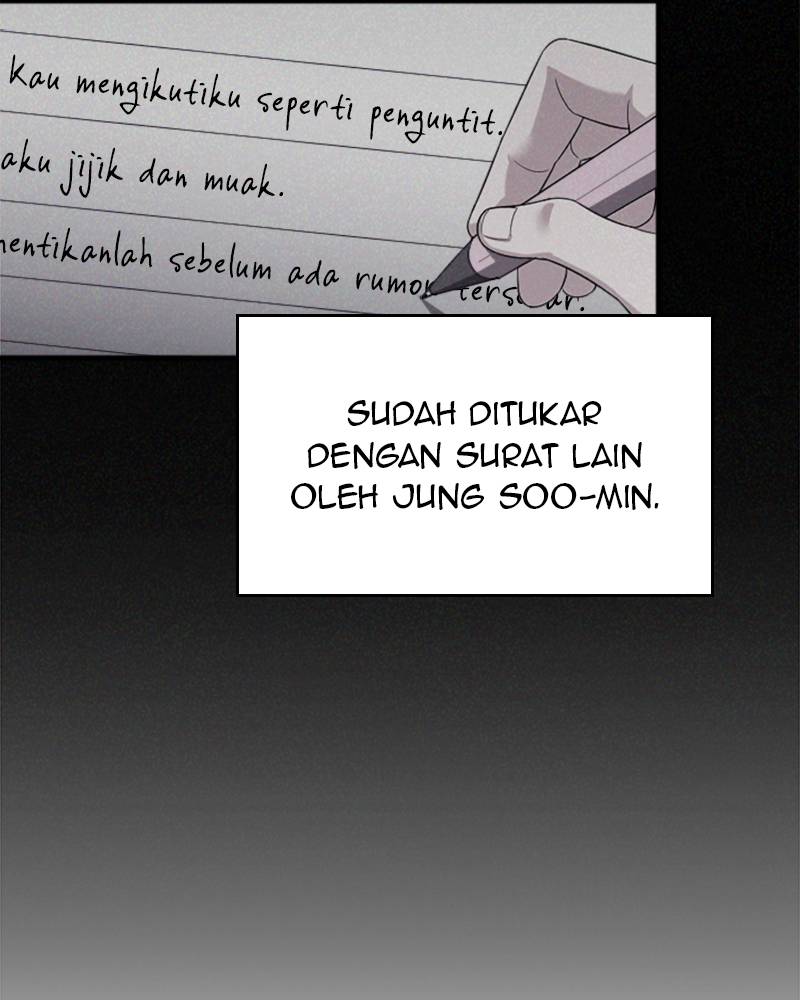 Kau mengikutiku seperti penguntit.
aku jijik dan muak.
hentikanlah sebelum ada rumor
SUDAH DITUKAR
DENGAN SURAT LAIN
OLEH JUNG SOO-MIN.